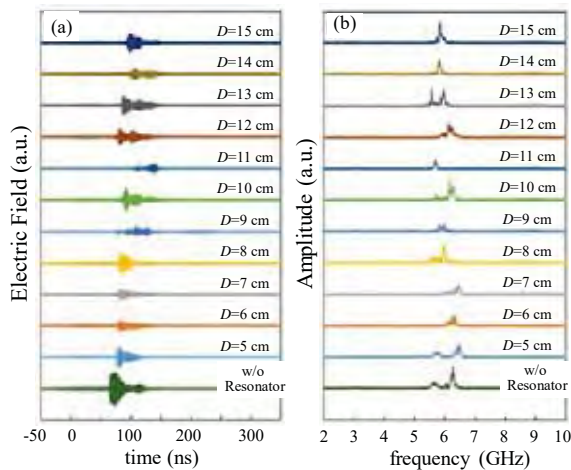 (a)
D=15 cm
D=14 cm
D=13 cm
D=12 cm
D=11 cm
D=10 cm
D=9 cm
D=8 cm
D=7 cm
D=6 cm
D=5 cm
w/o
Resonator
Electric Field (a.u.)
-50 0 100 200 300
time (ns)
(b)
D=15 cm
D=14 cm
D=13 cm
D=12 cm
D=11 cm
D=10 cm
D=9 cm
D=8 cm
D=7 cm
D=6 cm
D=5 cm
w/o
Resonator
Amplitude (a.u.)
2 3 4 5 6 7 8 9 10
frequency (GHz)